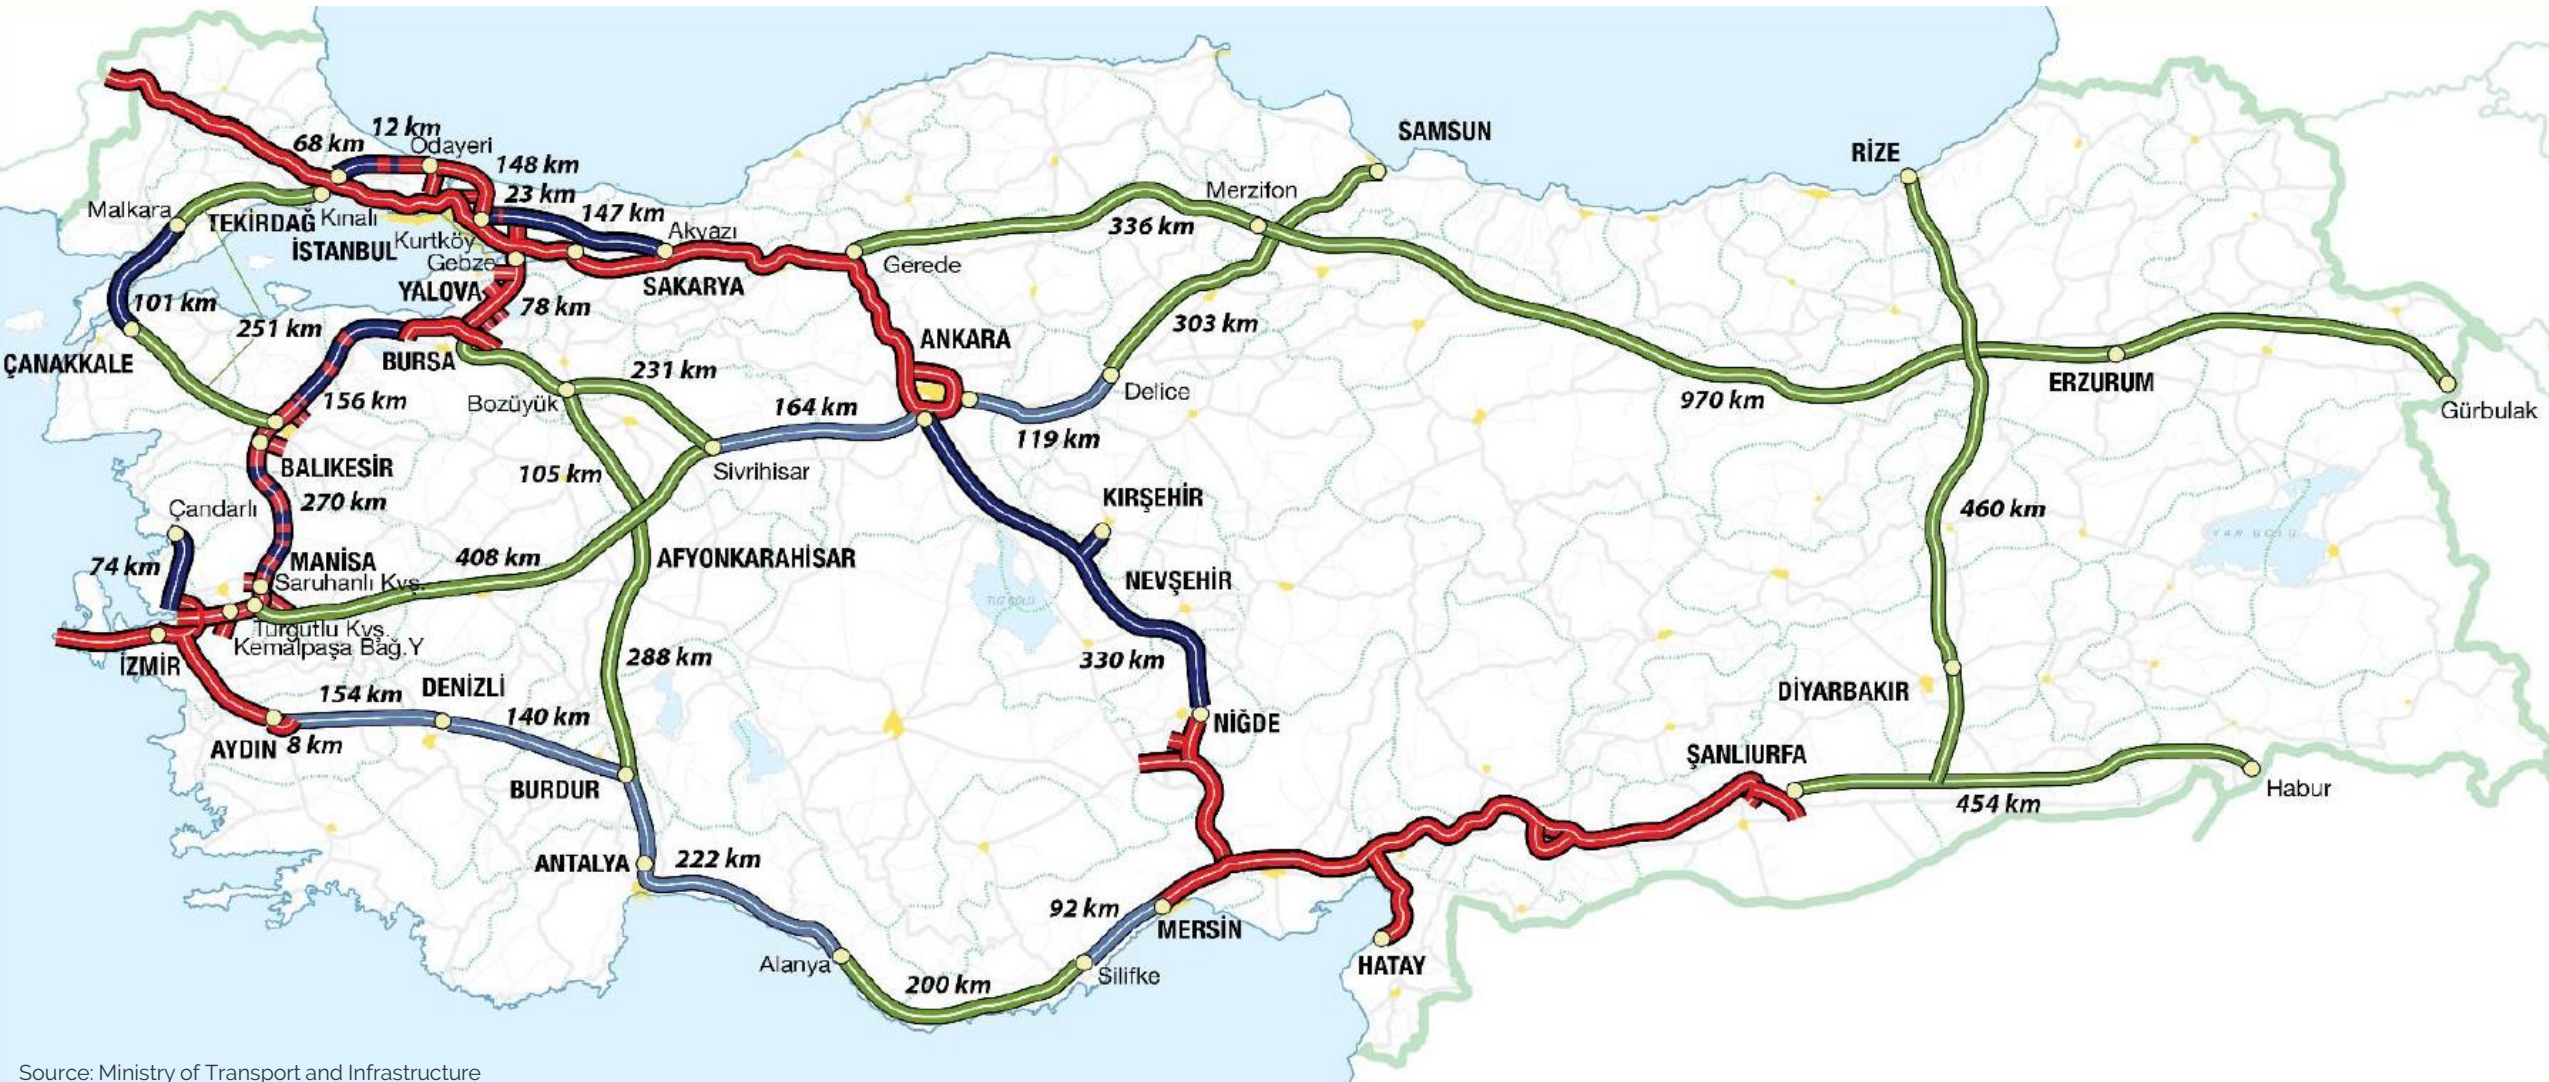 12 km
68 km
Odayeri
148 km
23 km
147 km
Malkara
TEKİRDAĞ
Kınalı
İSTANBUL
Kurtköy
Gebze
Akyazı
SAKARYA
YALOVA
78 km
101 km
251 km
ÇANAKKALE
BURSA
156 km
BALIKESİR
270 km
Çandarlı
74 km
MANİSA
Saruhanlı Kvş.
Turgutlu Kvş.
Kemalpaşa Bağ.Y
İZMİR
Bozüyük
231 km
105 km
408 km
AFYONKARAHİSAR
Sivrihisar
164 km
288 km
154 km
DENİZLİ
140 km
AYDIN
8 km
BURDUR
ANTALYA
222 km
Alanya
200 km
Silifke
92 km
MERSİN
HATAY
Gerede
336 km
Merzifon
SAMSUN
ANKARA
303 km
Delice
119 km
KIRŞEHİR
NEVŞEHİR
TUZ GÖLÜ
330 km
NİĞDE
RİZE
970 km
ERZURUM
Gürbulak
460 km
VAN GÖLÜ
DİYARBAKIR
ŞANLIURFA
454 km
Habur
Source: Ministry of Transport and Infrastructure